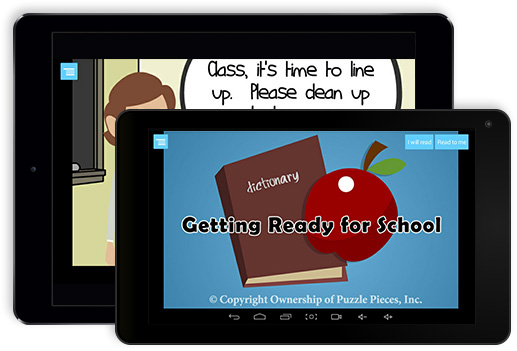 Class, it's time to line
up. Please clean up
I will read
Read to me
dictionary
Getting Ready for School
© Copyright Ownership of Puzzle Pieces, Inc.